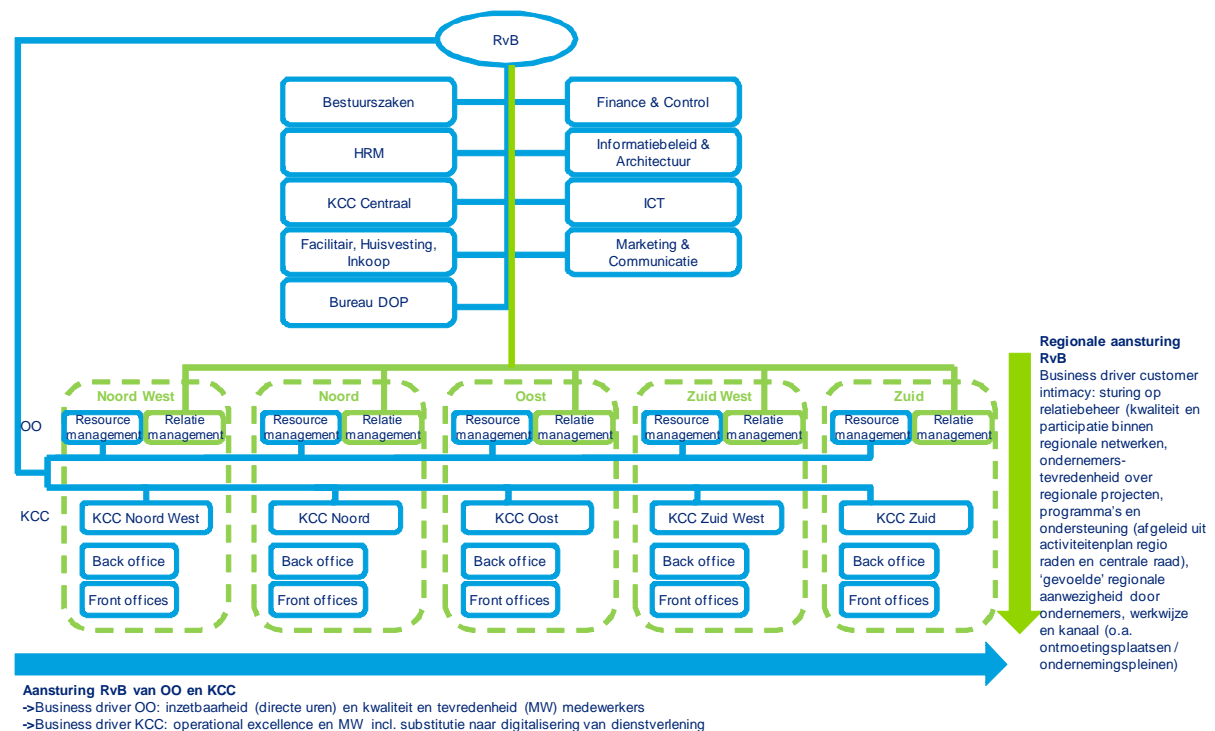 RvB
Bestuurszaken
Finance & Control
HRM
Informatiebeleid &
Architectuur
KCC Centraal
ICT
Facilitair, Huisvesting,
Inkoop
Marketing &
Communicatie
Bureau DOP
Noord West
Noord
Oost
Zuid West
Zuid
OO
Resource
management
Relatie
management
Resource
management
Relatie
management
Resource
management
Relatie
management
Resource
management
Relatie
management
Resource
management
Relatie
management
KCC
KCC Noord West
KCC Noord
KCC Oost
KCC Zuid West
KCC Zuid
Back office
Back office
Back office
Back office
Back office
Front offices
Front offices
Front offices
Front offices
Front offices
Regionale aansturing
RvB
Business driver customer
intimacy: sturing op
relatiebeheer (kwaliteit en
participatie binnen
regionale netwerken,
ondernemers-
tevredenheid over
regionale projecten,
programma's en
ondersteuning (afgeleid uit
activiteitenplan regio
raden en centrale raad),
‘gevoelde’ regionale
aanwezigheid door
ondernemers, werkwijze
en kanaal (o.a.
ontmoetingsplaatsen /
ondernemingspleinen)
Aansturing RvB van OO en KCC
->Business driver OO: inzetbaarheid (directe uren) en kwaliteit en tevredenheid (MW) medewerkers
->Business driver KCC: operational excellence en MW incl. substitutie naar digitalisering van dienstverlening